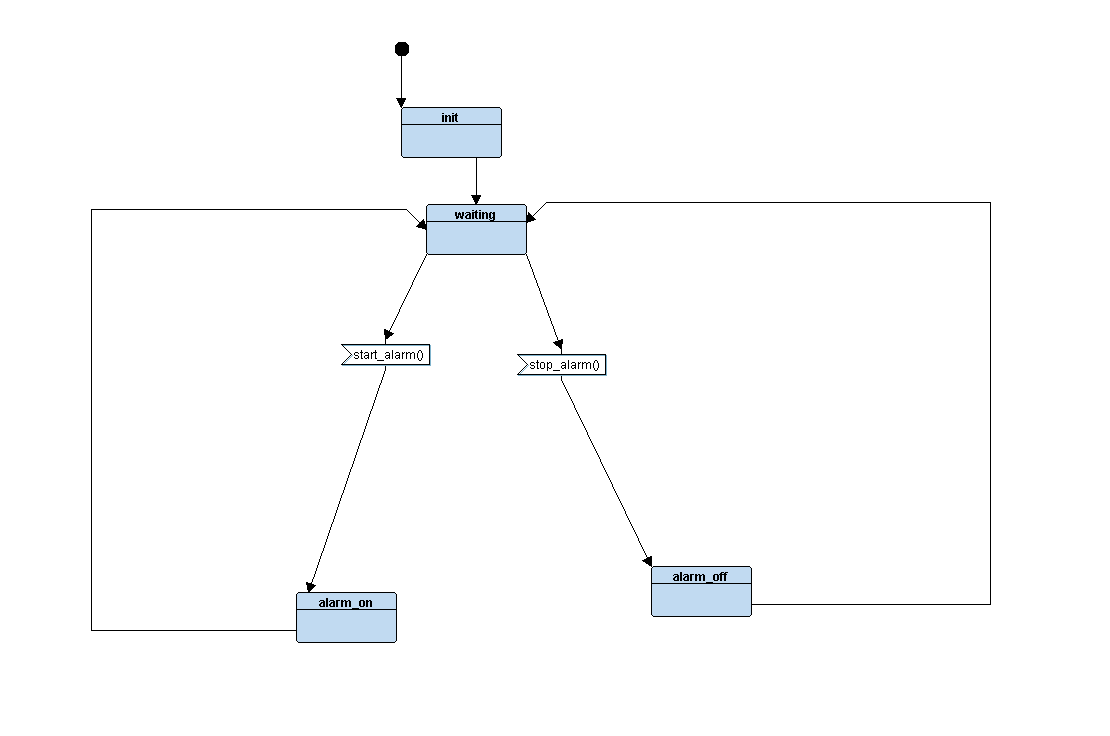 init
waiting
start_alarm()
stop_alarm()
alarm_off
alarm_on